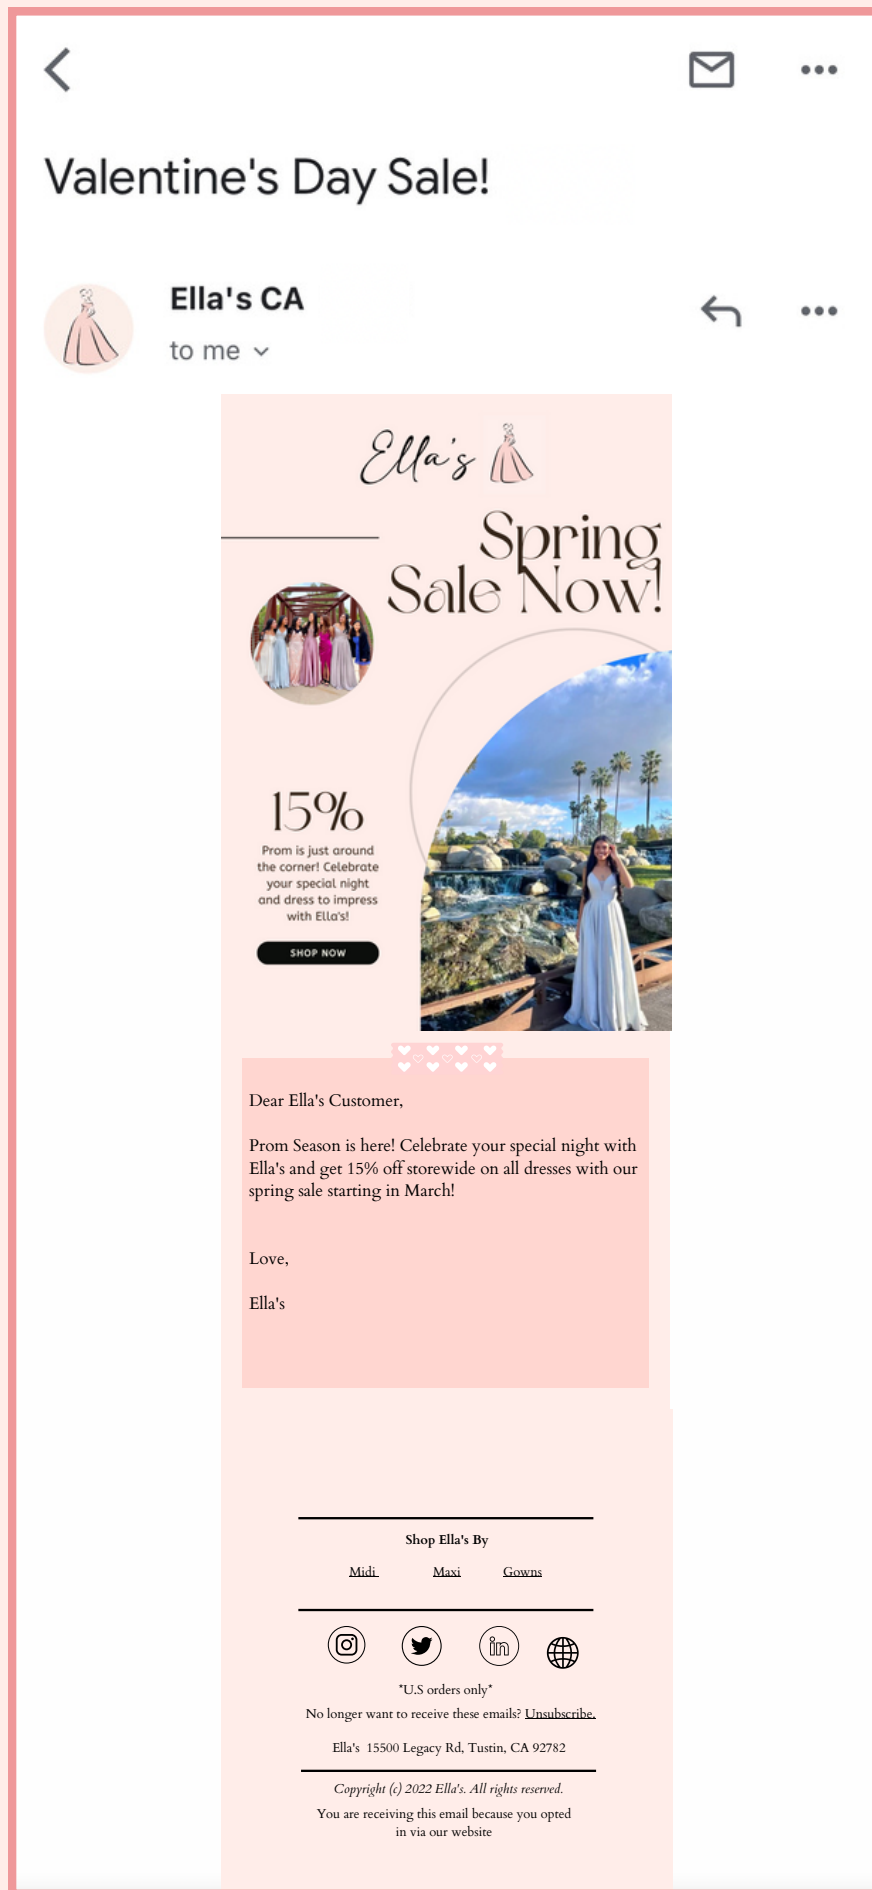 Valentine's Day Sale!
Ella's CA
to me
Ella's
Spring
Sale Now!
15%
Prom is just around
the corner! Celebrate
your special night
and dress to impress
with Ella's!
SHOP NOW
Dear Ella's Customer,
Prom Season is here! Celebrate your special night with
Ella's and get 15% off storewide on all dresses with our
spring sale starting in March!
Love,
Ella's
Shop Ella's By
Midi Maxi Gowns
in
*U.S orders only*
No longer want to receive these emails? Unsubscribe.
Ella's 15500 Legacy Rd, Tustin, CA 92782
Copyright (c) 2022 Ella's. All rights reserved.
You are receiving this email because you opted
in via our website